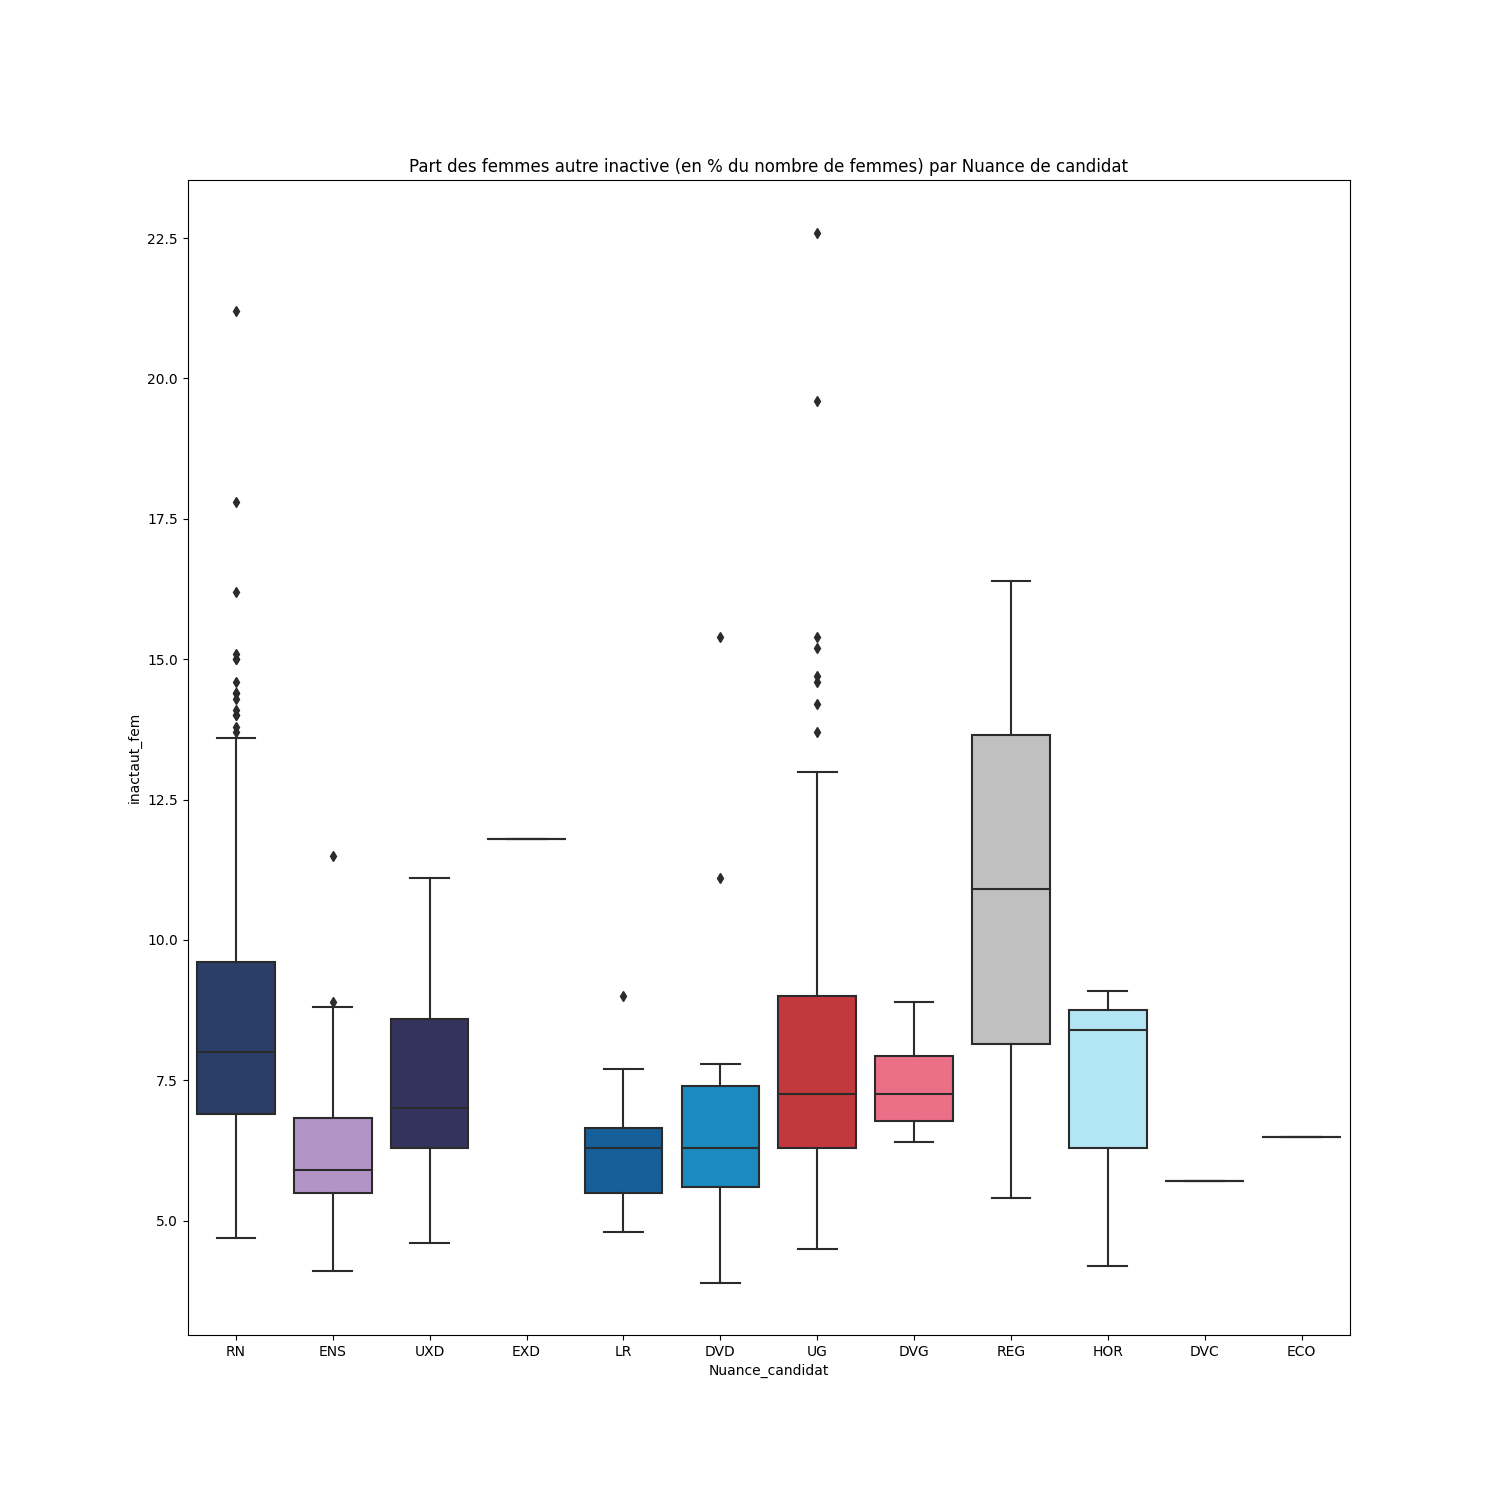 Part des femmes autre inactive (en % du nombre de femmes) par Nuance de candidat
22.5
20.0
17.5
15.0
12.5
10.0
7.5
5.0
inactaut_fem
RN ENS UXD EXD LR DVD UG DVG REG HOR DVC ECO
Nuance_candidat